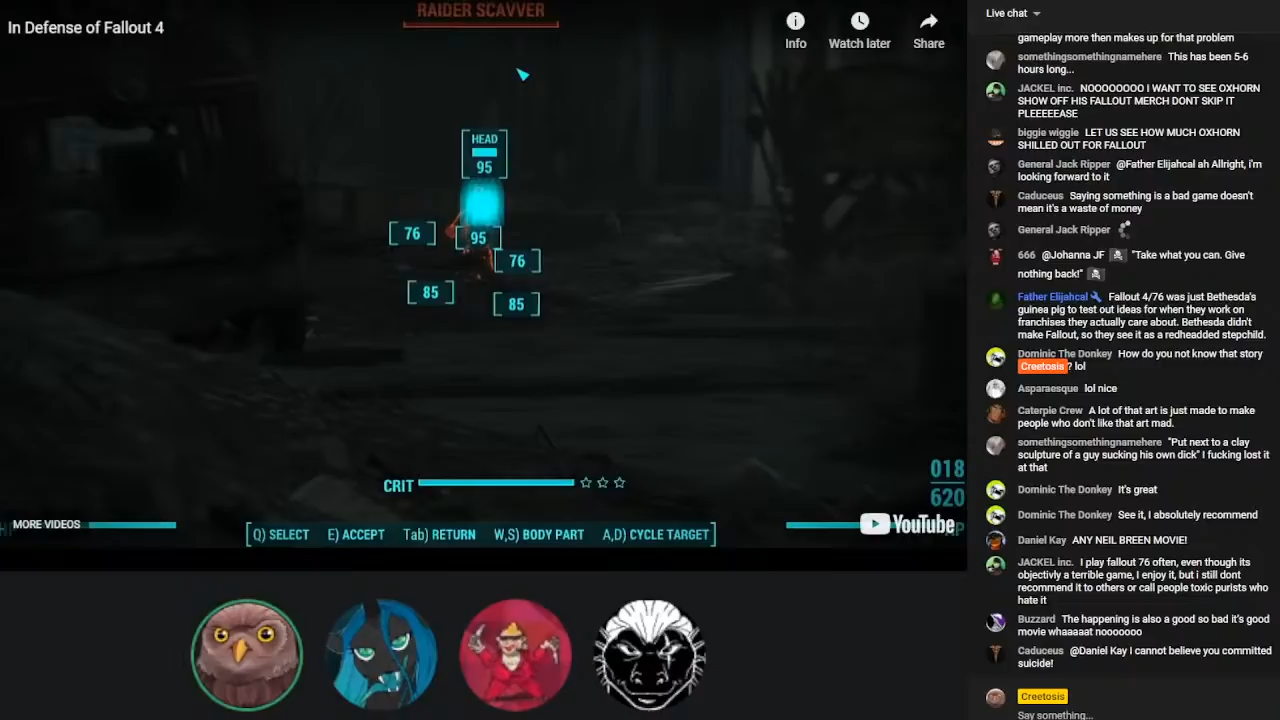 In Defense of Fallout 4
RAIDER SCAVVER
Info
Watch later
Share
HEAD
95
76
95
76
85
85
CRIT
018
620
MORE VIDEOS
YouTube
Q) SELECT E) ACCEPT Tab) RETURN W,S) BODY PART A,D) CYCLE TARGET
Live chat
gameplay more then makes up for that problem
somethingsomethingnamehere This has been 5-6
hours long...
JACKEL inc. NOOOOOOOO I WANT TO SEE OXHORN
SHOW OFF HIS FALLOUT MERCH DONT SKIP IT
PLEEEEEASE
biggie wiggie LET US SEE HOW MUCH OXHORN
SHILLED OUT FOR FALLOUT
General Jack Ripper @Father Elijahcal ah Allright, i'm
looking forward to it
Caduceus Saying something is a bad game doesn't
mean it's a waste of money
General Jack Ripper
666 @Johanna JF "Take what you can. Give
nothing back!"
Father Elijahcal Fallout 4/76 was just Bethesda's
guinea pig to test out ideas for when they work on
franchises they actually care about. Bethesda didn't
make Fallout, so they see it as a redheaded stepchild.
Dominic The Donkey How do you not know that story
Creetosis ? lol
Asparaesque lol nice
Caterpie Crew A lot of that art is just made to make
people who don't like that art mad.
somethingsomethingnamehere "Put next to a clay
sculpture of a guy sucking his own dick" I fucking lost it
at that
Dominic The Donkey It's great
Dominic The Donkey See it, I absolutely recommend
Daniel Kay ANY NEIL BREEN MOVIE!
JACKEL inc. I play fallout 76 often, even though its
objectivly a terrible game, I enjoy it, but i still dont
recommend it to others or call people toxic purists who
hate it
Buzzard The happening is also a good so bad it's good
movie whaaaaat noooooo
Caduceus @Daniel Kay I cannot believe you committed
suicide!
Creetosis
Say something...